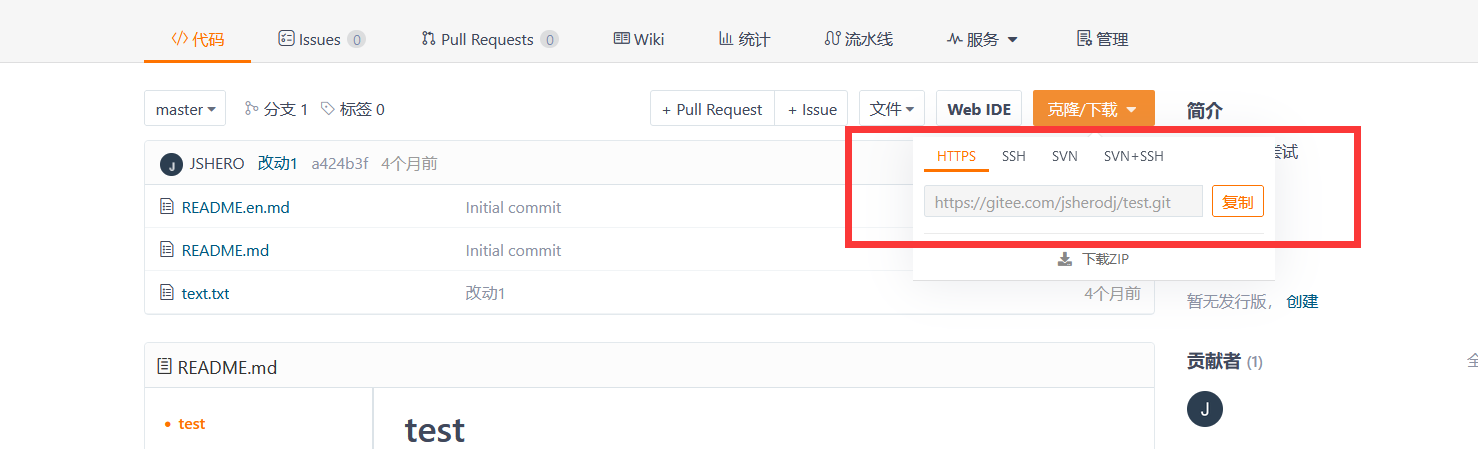 代码 Issues 0 Pull Requests 0 Wiki 统计 流水线 服务 管理
master 分支 1 标签 0 + Pull Request + Issue 文件 Web IDE 克隆/下载 简介
JSHERO 改动1 a424b3f 4个月前 HTTPS SSH SVN SVN+SSH 尝试
README.en.md Initial commit https://gitee.com/jsherodj/test.git 复制
README.md Initial commit 下载ZIP
text.txt 改动1 4个月前 暂无发行版， 创建
README.md 贡献者 (1) 全
J
test test